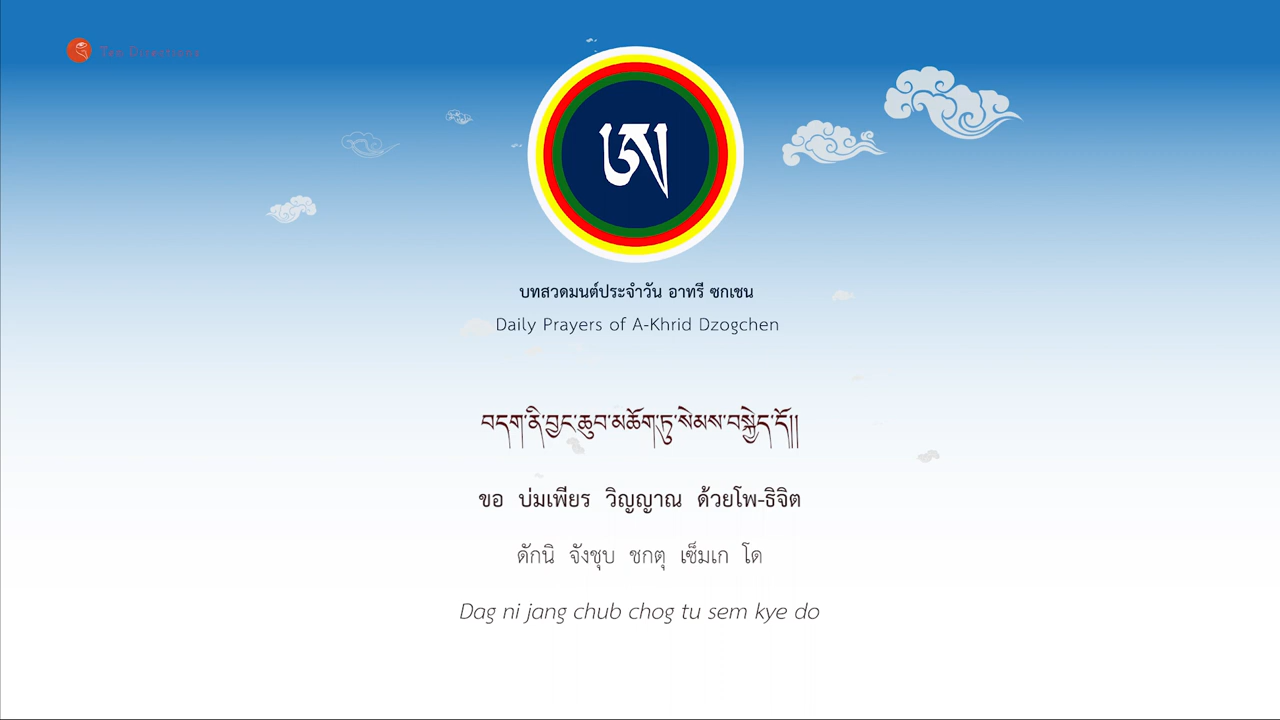 Ten Directions
ཨ
บทสวดมนต์ประจำวัน อาทรี ซกเชน
Daily Prayers of A-Khrid Dzogchen
བདག་ནི་བྱང་ཆུབ་མཆོག་ཏུ་སེམས་བསྐྱེད་དོ།།
ขอ บ่มเพียร วิญญาณ ด้วยโพ-ธิจิต
ดักนิ จังชุบ ชกตุ เซ็มเก โด
Dag ni jang chub chog tu sem kye do